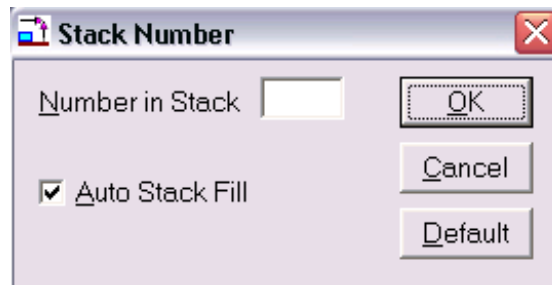 Stack Number
Number in Stack
OK
Cancel
Auto Stack Fill
Default